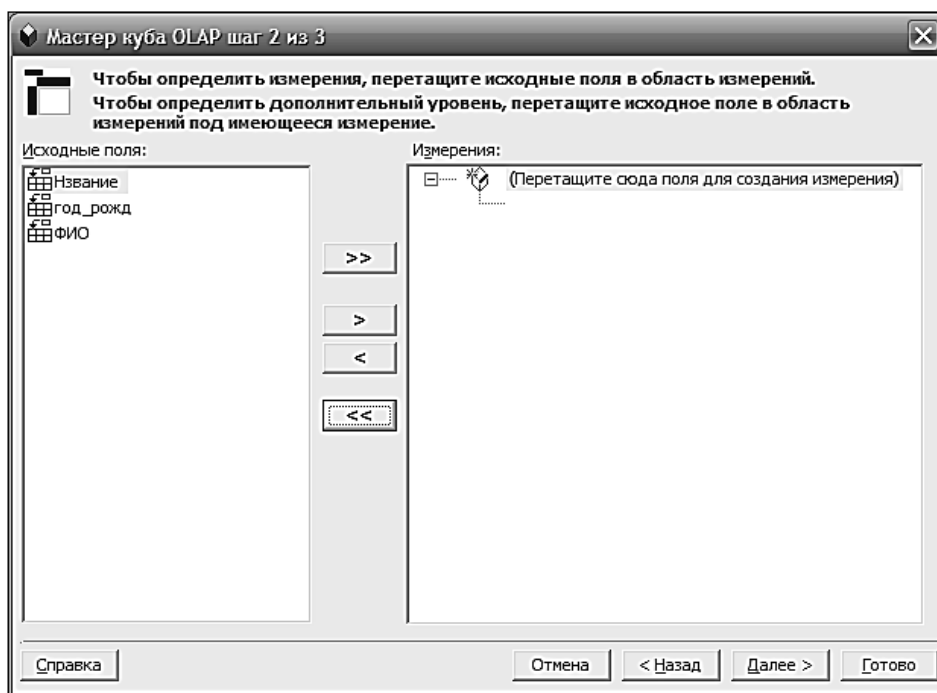 Мастер куба OLAP шаг 2 из 3
Чтобы определить измерения, перетащите исходные поля в область измерений.
Чтобы определить дополнительный уровень, перетащите исходное поле в область
измерений под имеющееся измерение.
Исходные поля:
Измерения:
Нзвание
год_рожд
ФИО
(Перетащите сюда поля для создания измерения)
>>
>
<
<<
Справка
Отмена
< Назад
Далее >
Готово